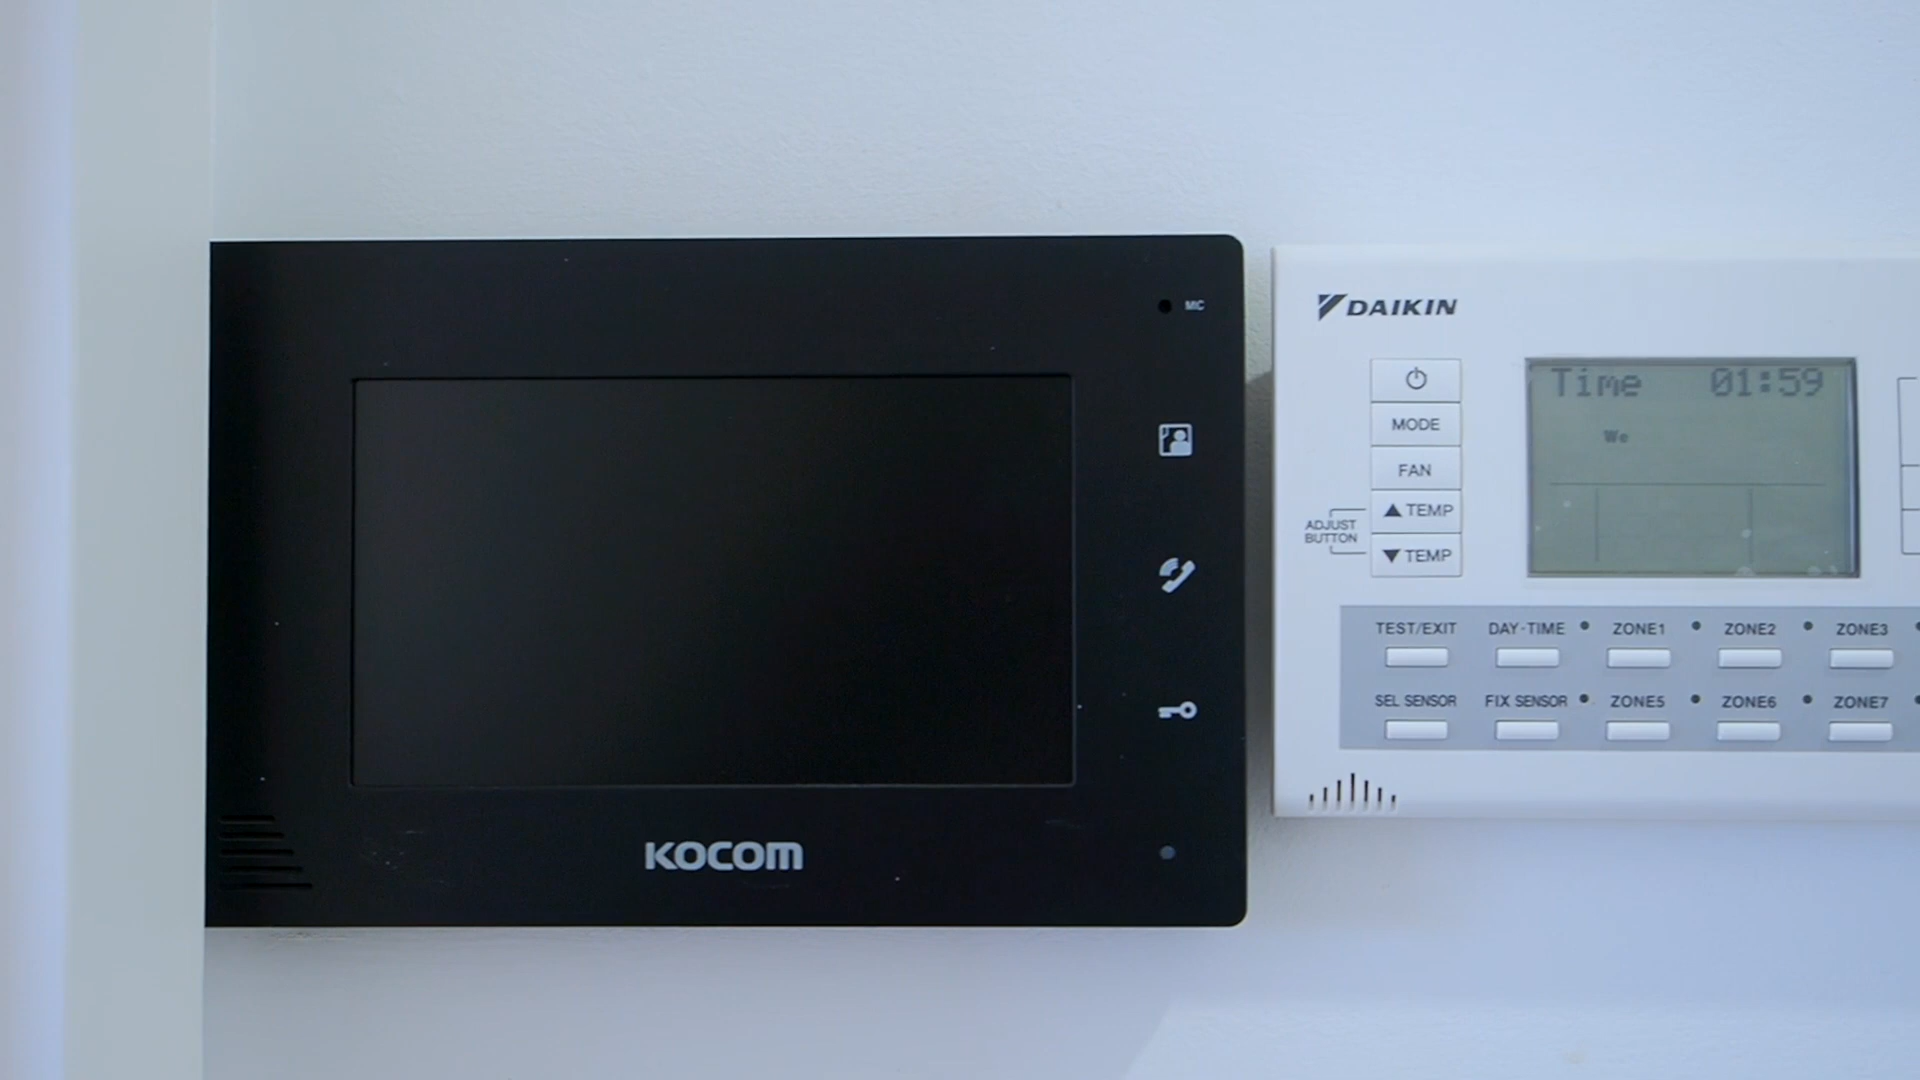 MC
KOCOM
DAIKIN
MODE
FAN
▲ TEMP
▼ TEMP
ADJUST
BUTTON
Time 01:59
We
TEST/EXIT DAY-TIME ZONE1 ZONE2 ZONE3
SEL SENSOR FIX SENSOR ZONE5 ZONE6 ZONE7